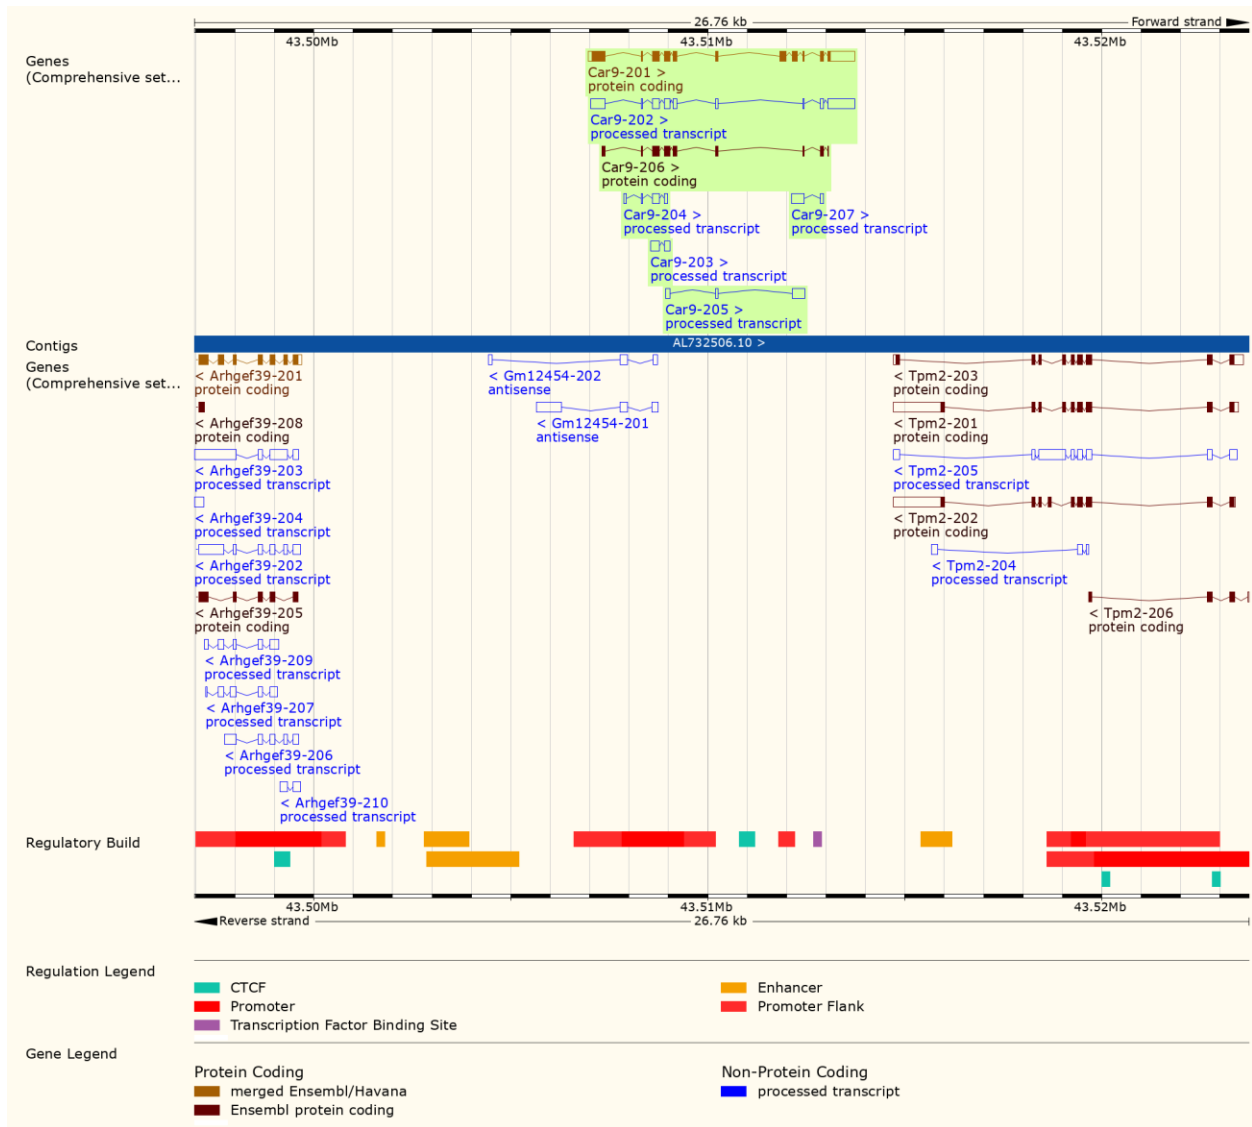 26.76 kb
Forward strand
43.50Mb 43.51Mb 43.52Mb
Genes
(Comprehensive set...
Car9-201 >
protein coding
Car9-202 >
processed transcript
Car9-206 >
protein coding
Car9-204 > Car9-207 >
processed transcript processed transcript
Car9-203 >
processed transcript
Car9-205 >
processed transcript
Contigs AL732506.10 >
Genes
(Comprehensive set...
< Arhgef39-201 < Gm12454-202 < Tpm2-203
protein coding antisense protein coding
< Arhgef39-208 < Gm12454-201 < Tpm2-201
protein coding antisense protein coding
< Arhgef39-203 < Tpm2-205
processed transcript processed transcript
< Arhgef39-204 < Tpm2-202
processed transcript protein coding
< Arhgef39-202 < Tpm2-204
processed transcript processed transcript
< Arhgef39-205 < Tpm2-206
protein coding protein coding
< Arhgef39-209
processed transcript
< Arhgef39-207
processed transcript
< Arhgef39-206
processed transcript
< Arhgef39-210
processed transcript
Regulatory Build
43.50Mb 43.51Mb 43.52Mb
Reverse strand 26.76 kb
Regulation Legend
CTCF Enhancer
Promoter Promoter Flank
Transcription Factor Binding Site
Gene Legend
Protein Coding Non-Protein Coding
merged Ensembl/Havana processed transcript
Ensembl protein coding